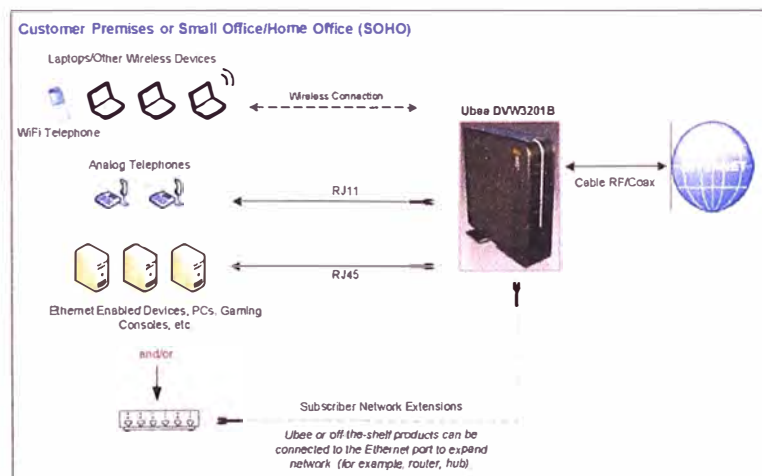 Customer Premises or Small Office/Home Office (SOHO)
Laptops/Other Wireless Devices
Wireless Connection
Ubee DVW3201B
WiFi Telephone
Analog Telephones
RJ11
Cable RF/Coax
RJ45
Ethernet Enabled Devices, PCs, Gaming
Consoles, etc.
and/or
Subscriber Network Extensions
Ubee or off-the-shelf products can be
connected to the Ethernet port to expand
network (for example, router, hub)